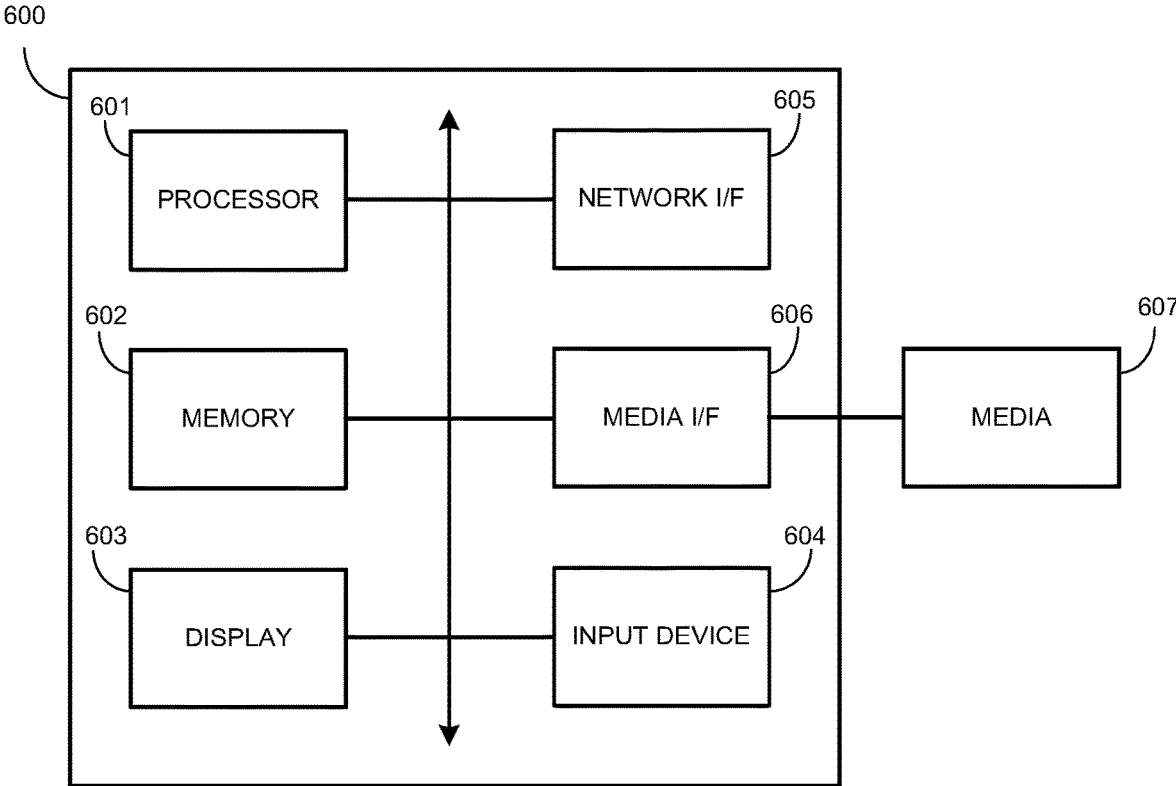 600
601
PROCESSOR
605
NETWORK I/F
602
MEMORY
606
MEDIA I/F
607
MEDIA
603
DISPLAY
604
INPUT DEVICE